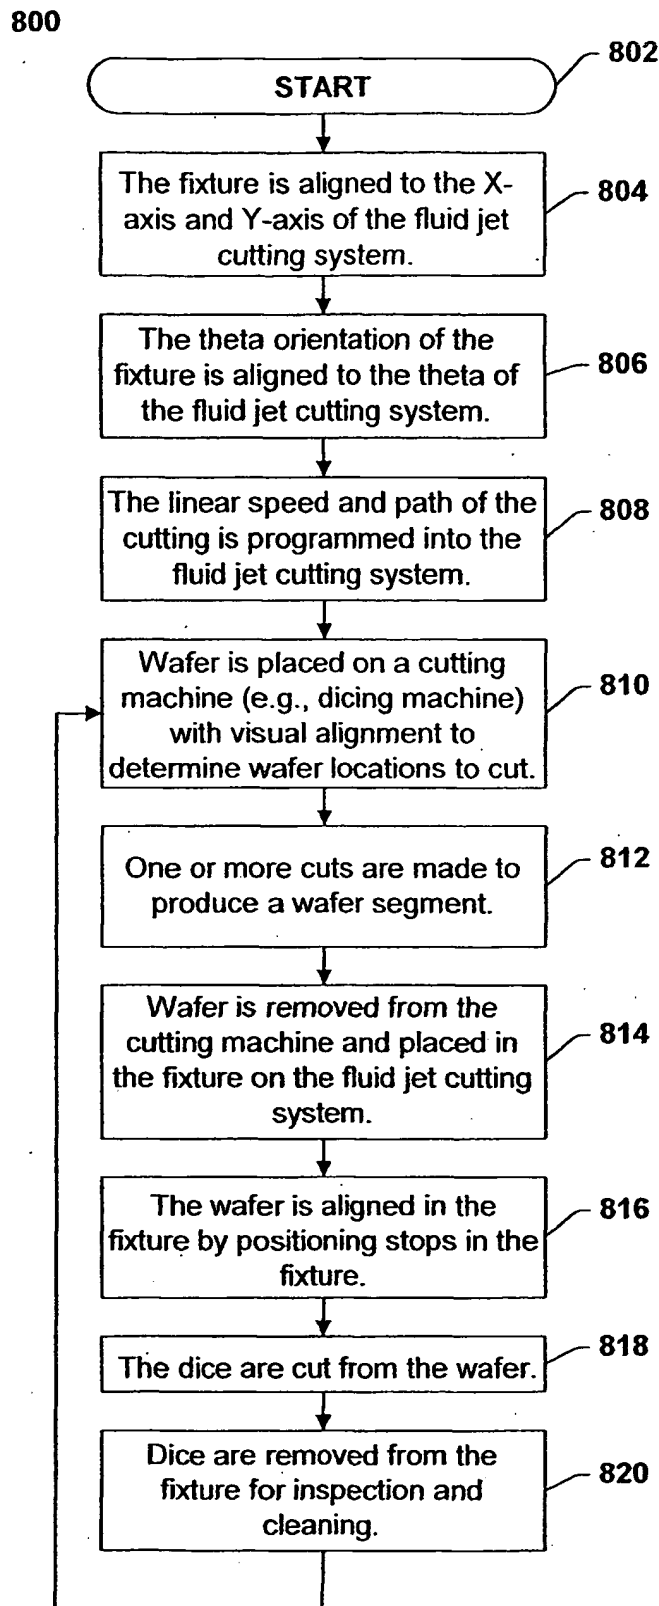 800
802
START
804
The fixture is aligned to the X-
axis and Y-axis of the fluid jet
cutting system.
806
The theta orientation of the
fixture is aligned to the theta of
the fluid jet cutting system.
808
The linear speed and path of the
cutting is programmed into the
fluid jet cutting system.
810
Wafer is placed on a cutting
machine (e.g., dicing machine)
with visual alignment to
determine wafer locations to cut.
812
One or more cuts are made to
produce a wafer segment.
814
Wafer is removed from the
cutting machine and placed in
the fixture on the fluid jet cutting
system.
816
The wafer is aligned in the
fixture by positioning stops in the
fixture.
818
The dice are cut from the wafer.
820
Dice are removed from the
fixture for inspection and
cleaning.